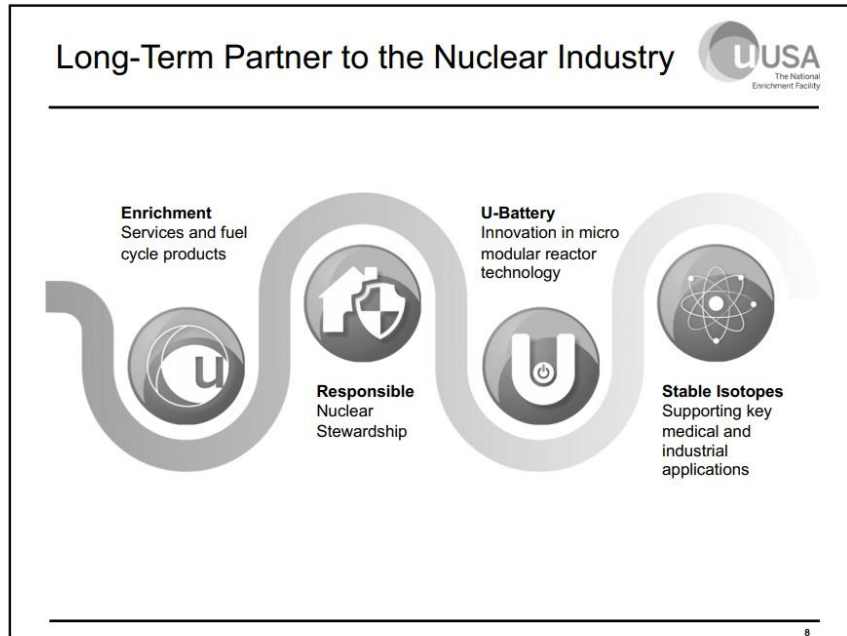 Long-Term Partner to the Nuclear Industry
uUSA
The National
Enrichment Facility
Enrichment
Services and fuel
cycle products
u
Responsible
Nuclear
Stewardship
U-Battery
Innovation in micro
modular reactor
technology
U
Stable Isotopes
Supporting key
medical and
industrial
applications
8